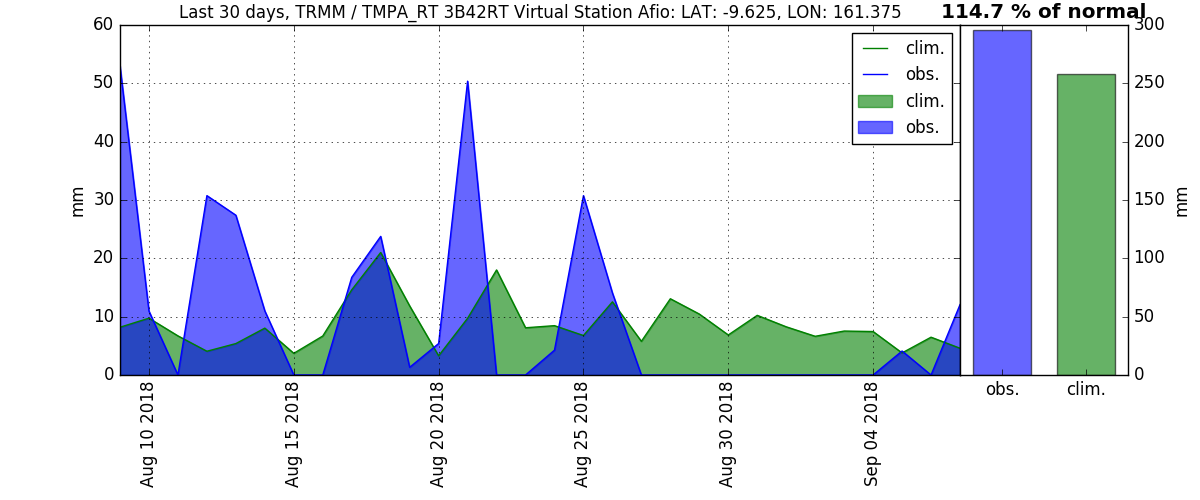 Last 30 days, TRMM / TMPA_RT 3B42RT Virtual Station Afio: LAT: -9.625, LON: 161.375
114.7 % of normal
mm
60
50
40
30
20
10
0
clim.
obs.
clim.
obs.
300
250
200
150
100
50
0
mm
Aug 10 2018
Aug 15 2018
Aug 20 2018
Aug 25 2018
Aug 30 2018
Sep 04 2018
obs.
clim.